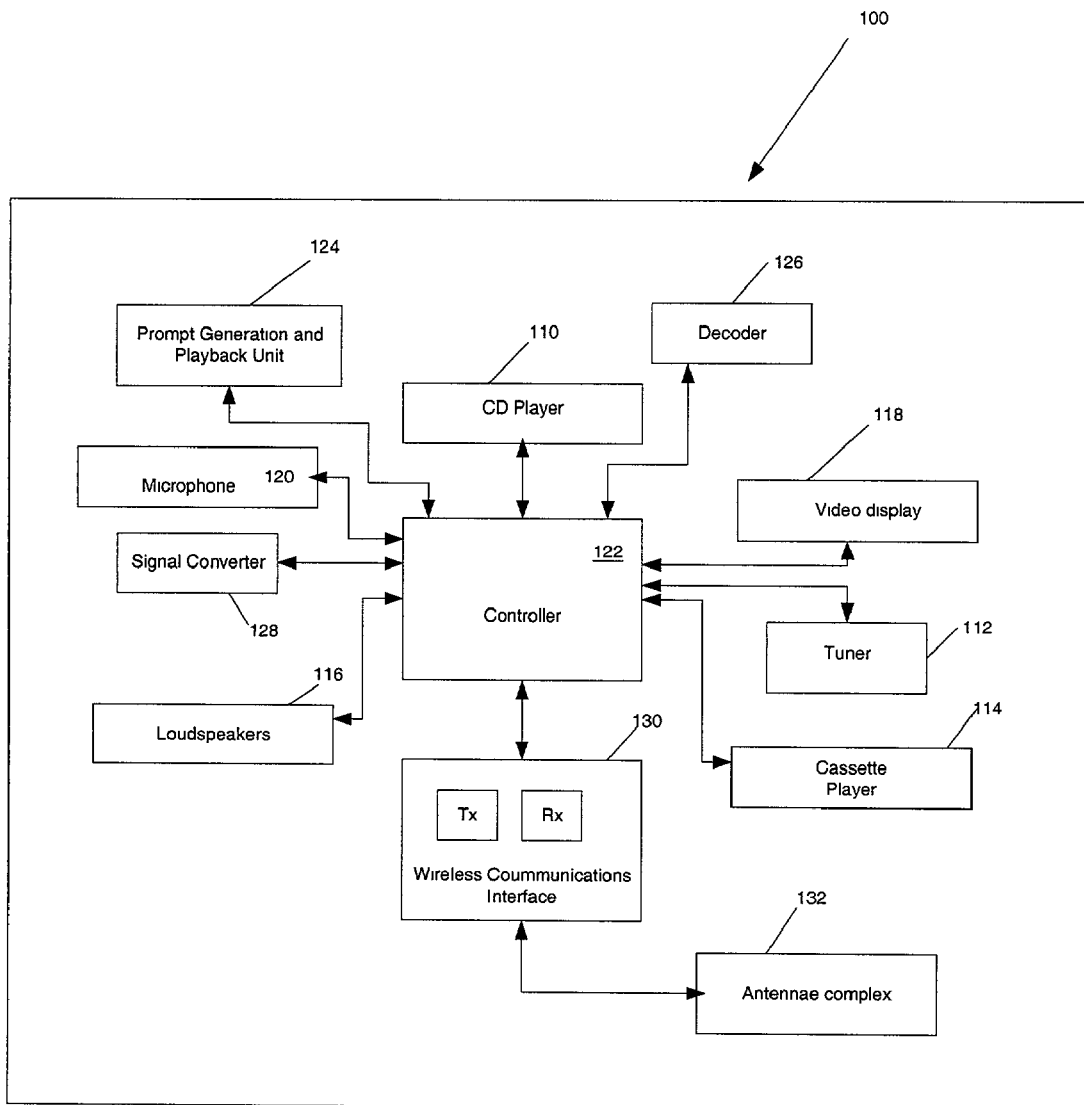 100
124
126
Prompt Generation and
Playback Unit
Decoder
110
CD Player
118
Microphone 120
Video display
Signal Converter
122
Controller
128
Tuner
112
116
Loudspeakers
130
114
Cassette
Player
Tx Rx
Wireless Coummunications
Interface
132
Antennae complex